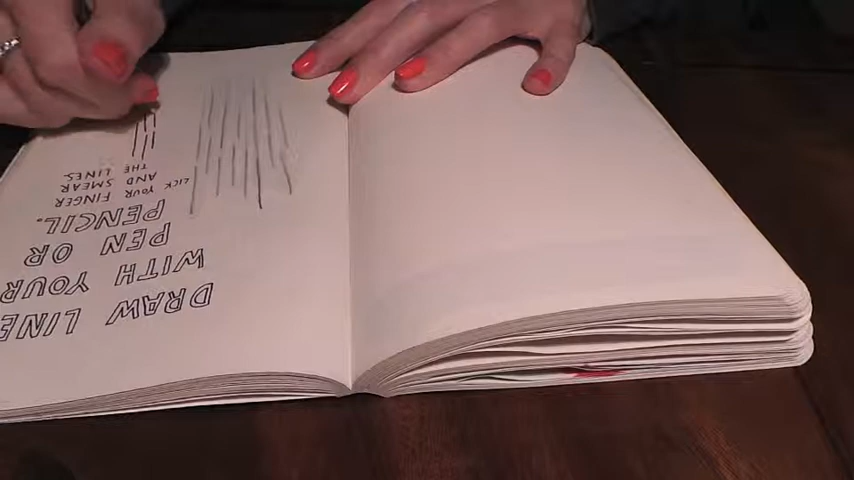 DRAW LINE
WITH YOUR
PEN OR
PENCIL.
LICK YOUR FINGER
AND SMEAR
THE LINES.